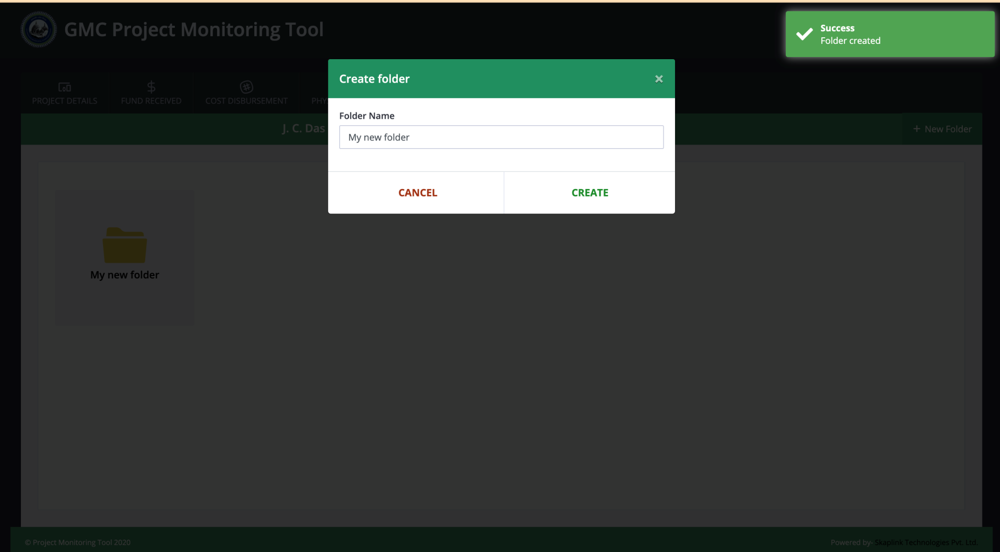 GMC Project Monitoring Tool
Success
Folder created
Create folder
×
PROJECT DETAILS
FUND RECEIVED
COST DISBURSEMENT
J. C. Das
+ New Folder
Folder Name
My new folder
CANCEL
CREATE
My new folder
© Project Monitoring Tool 2020
Powered by- Skaplink Technologies Pvt. Ltd.